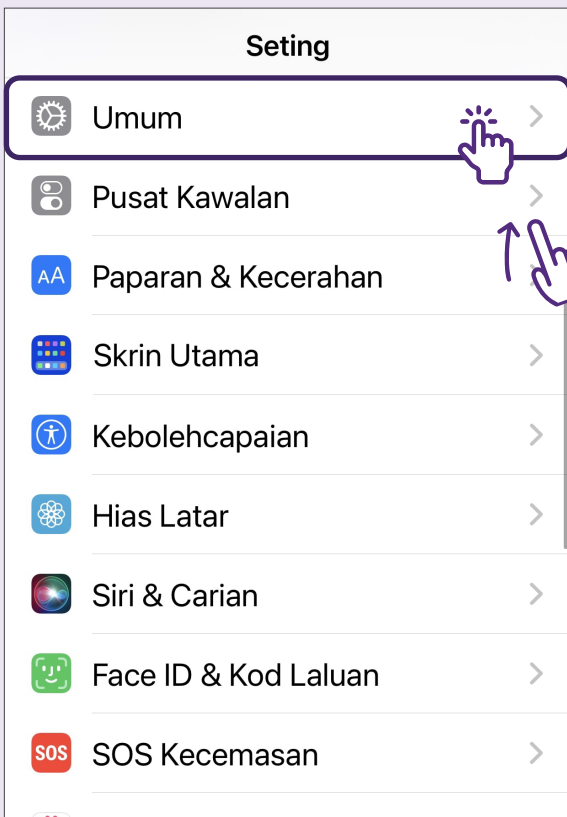 Seting
Umum
Pusat Kawalan
AA Paparan & Kecerahan
Skrin Utama
Kebolehcapaian
Hias Latar
Siri & Carian
Face ID & Kod Laluan
SOS SOS Kecemasan